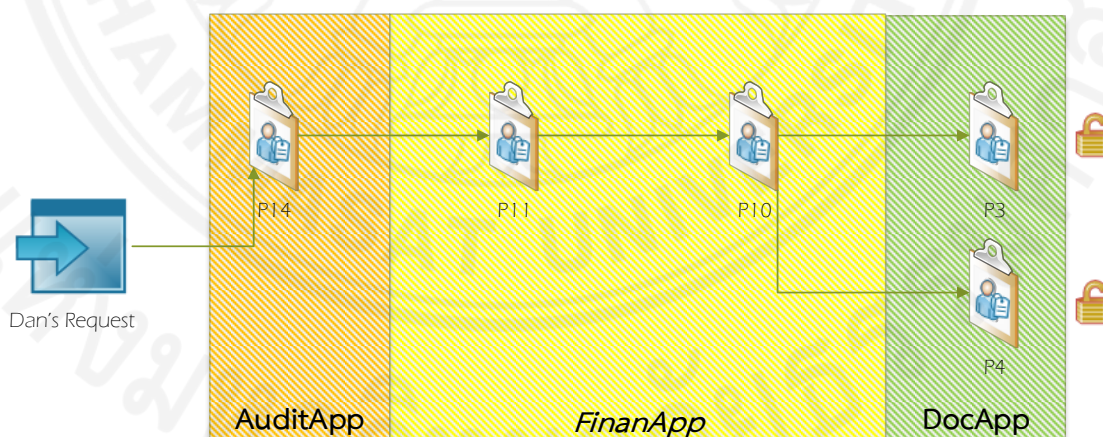 P14
P11
P10
P3
Dan's Request
P4
AuditApp
FinanApp
DocApp